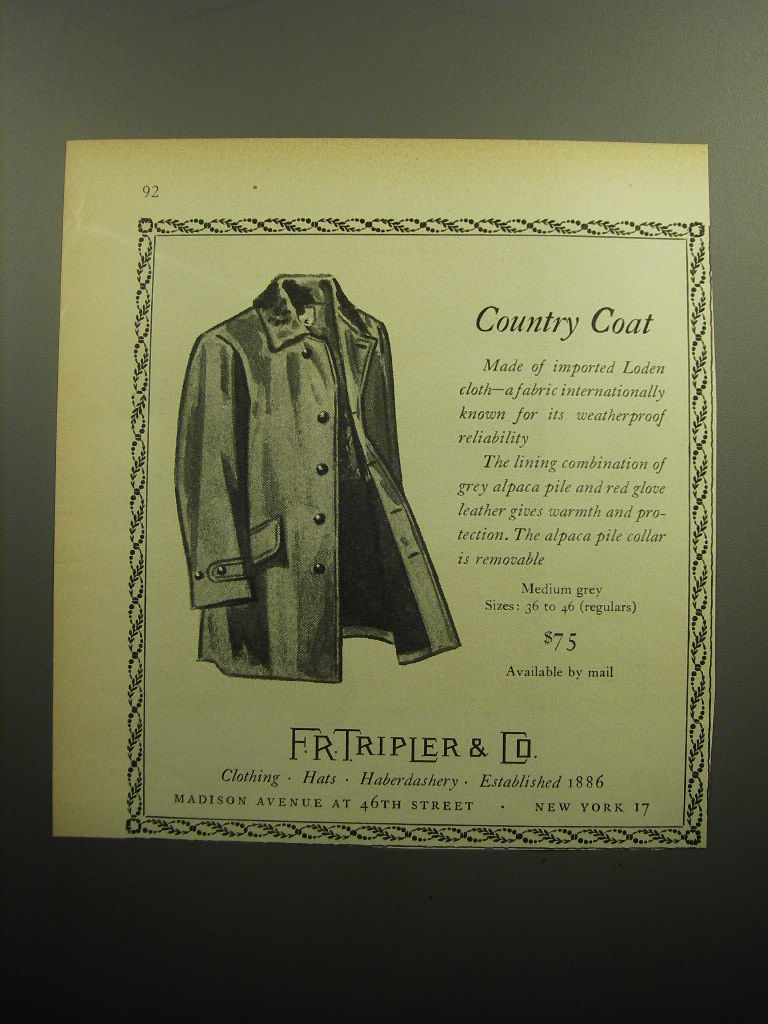 92
Country Coat
Made of imported Loden
cloth—a fabric internationally
known for its weatherproof
reliability
The lining combination of
grey alpaca pile and red glove
leather gives warmth and pro-
tection. The alpaca pile collar
is removable
Medium grey
Sizes: 36 to 46 (regulars)
$75
Available by mail
F.R.TRIPLER & CO.
Clothing · Hats · Haberdashery · Established 1886
MADISON AVENUE AT 46TH STREET · NEW YORK 17